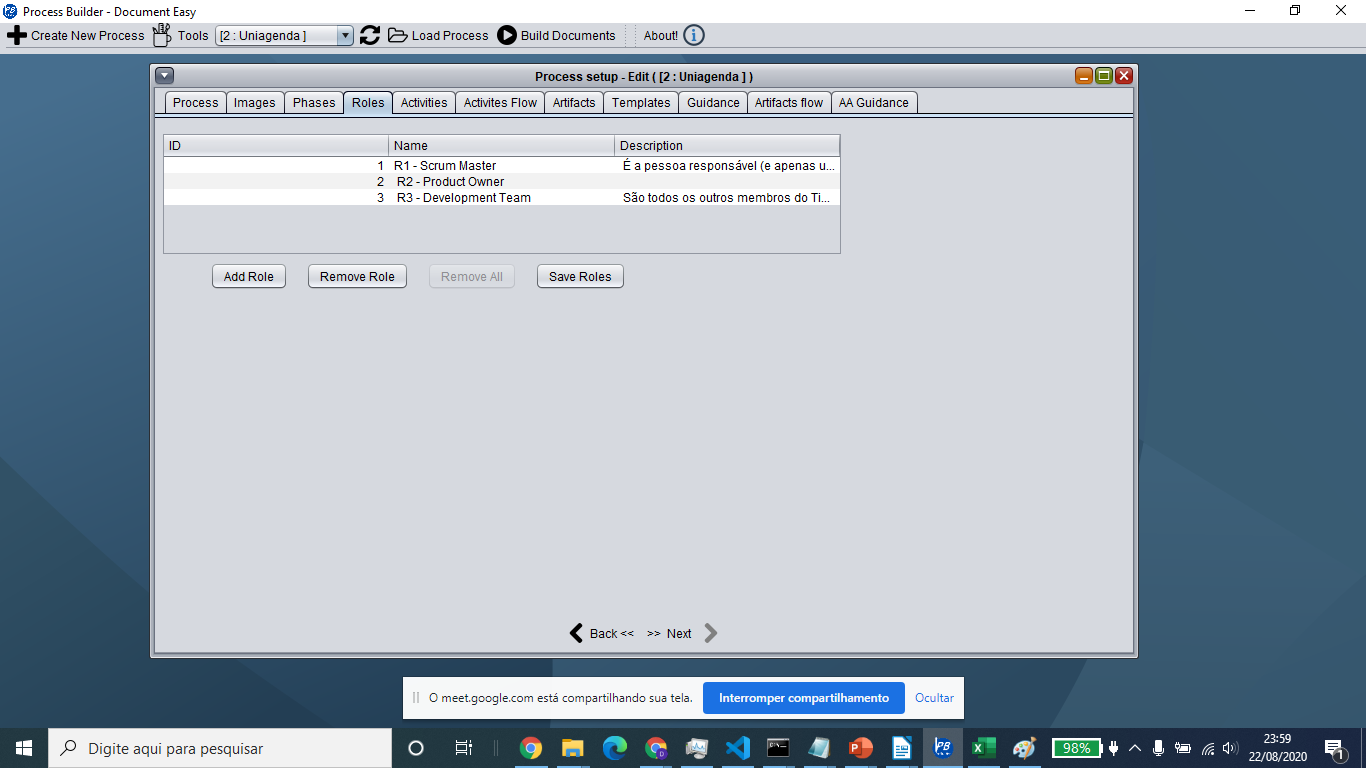 Process Builder - Document Easy
Create New Process Tools [2 : Uniagenda ] Load Process Build Documents About!
Process setup - Edit ( [2 : Uniagenda ] )
Process Images Phases Roles Activities Activites Flow Artifacts Templates Guidance Artifacts flow AA Guidance
ID Name Description
1 R1 - Scrum Master É a pessoa responsável (e apenas u...
2 R2 - Product Owner
3 R3 - Development Team São todos os outros membros do Ti...
Add Role Remove Role Remove All Save Roles
Back << >> Next
O meet.google.com está compartilhando sua tela. Interromper compartilhamento Ocultar
Digite aqui para pesquisar 98% 23:59
22/08/2020 1